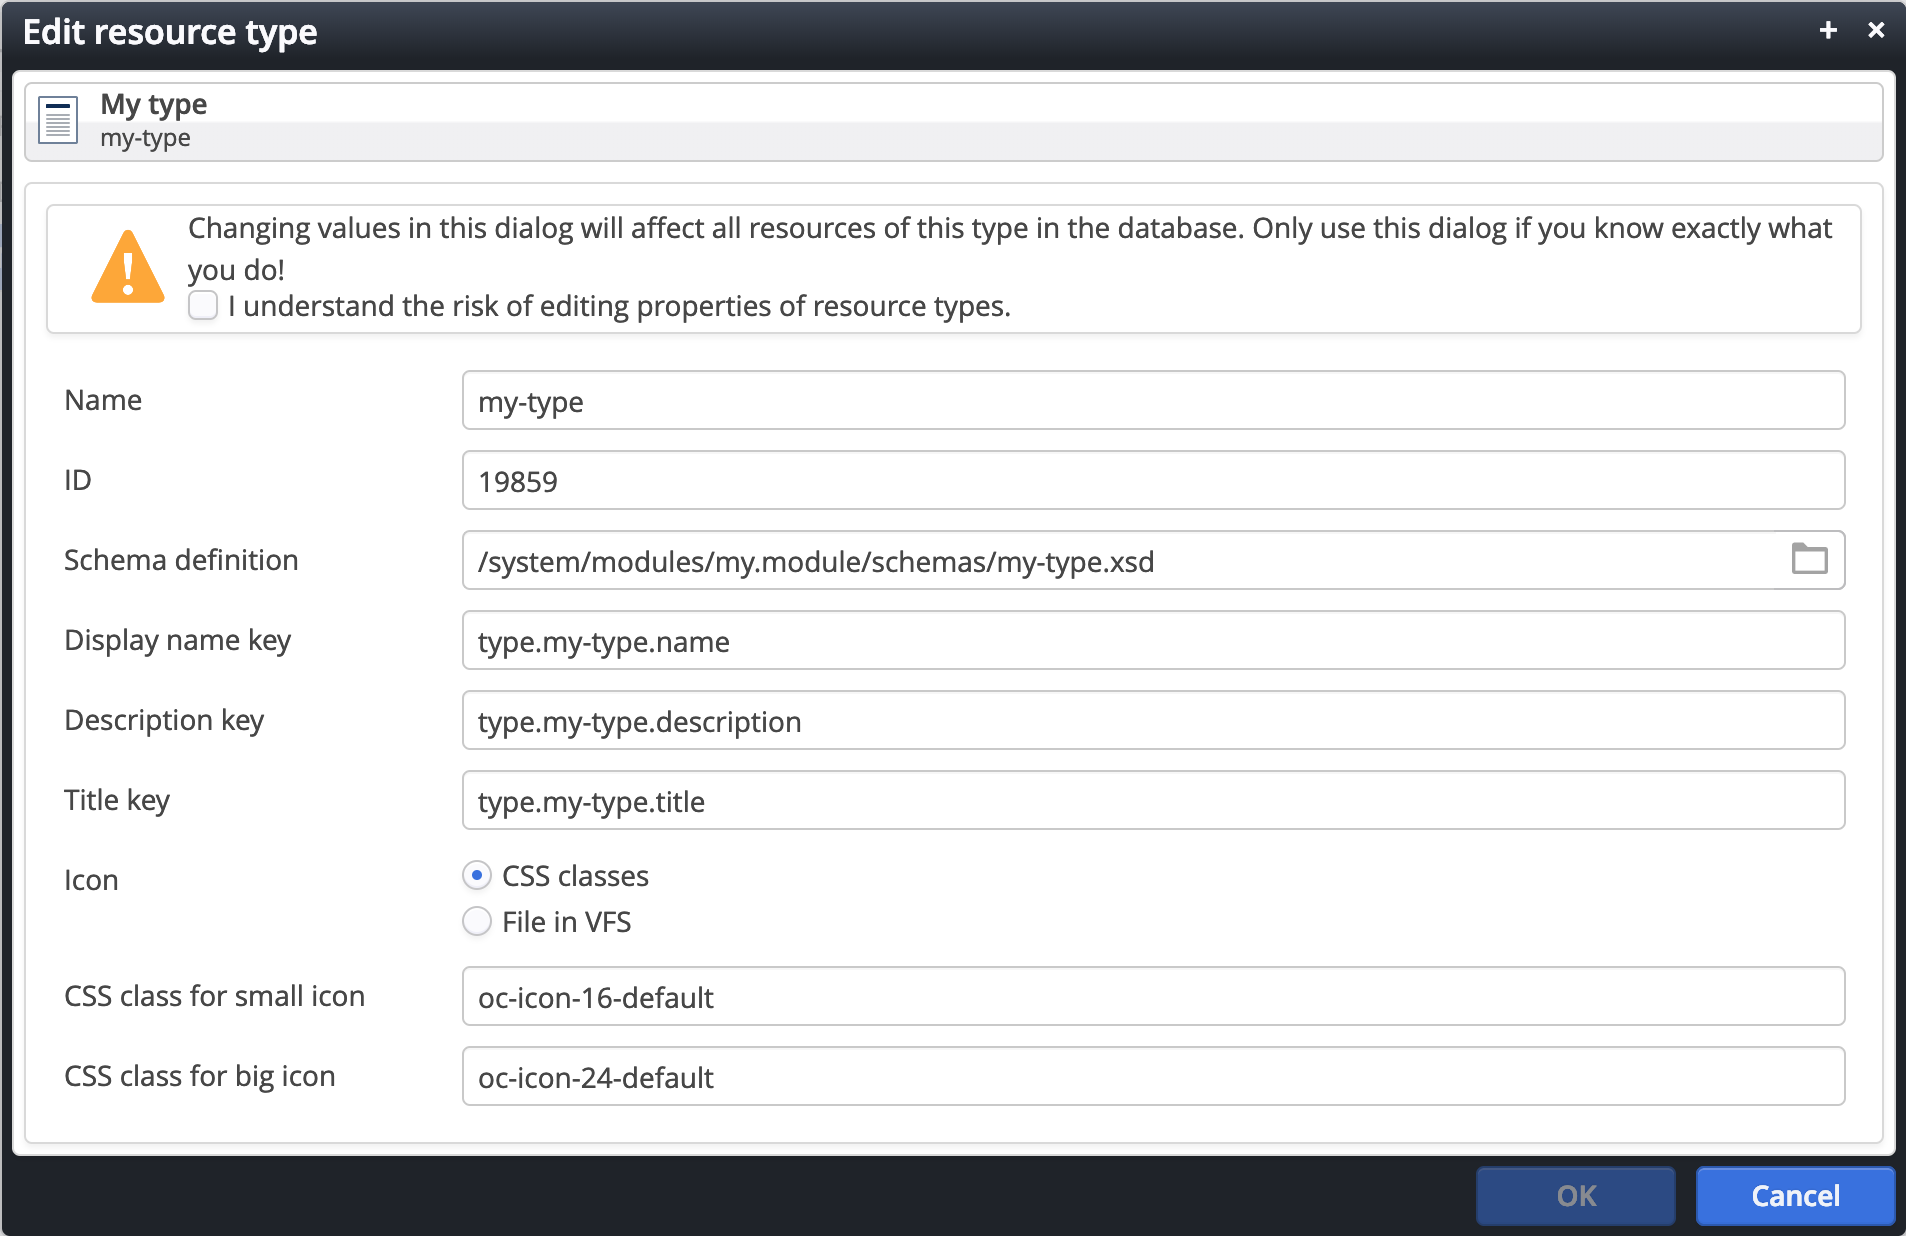 Edit resource type
My type
my-type
Changing values in this dialog will affect all resources of this type in the database. Only use this dialog if you know exactly what
you do!
I understand the risk of editing properties of resource types.
Name
my-type
ID
19859
Schema definition
/system/modules/my.module/schemas/my-type.xsd
Display name key
type.my-type.name
Description key
type.my-type.description
Title key
type.my-type.title
Icon
CSS classes
File in VFS
CSS class for small icon
oc-icon-16-default
CSS class for big icon
oc-icon-24-default
OK
Cancel